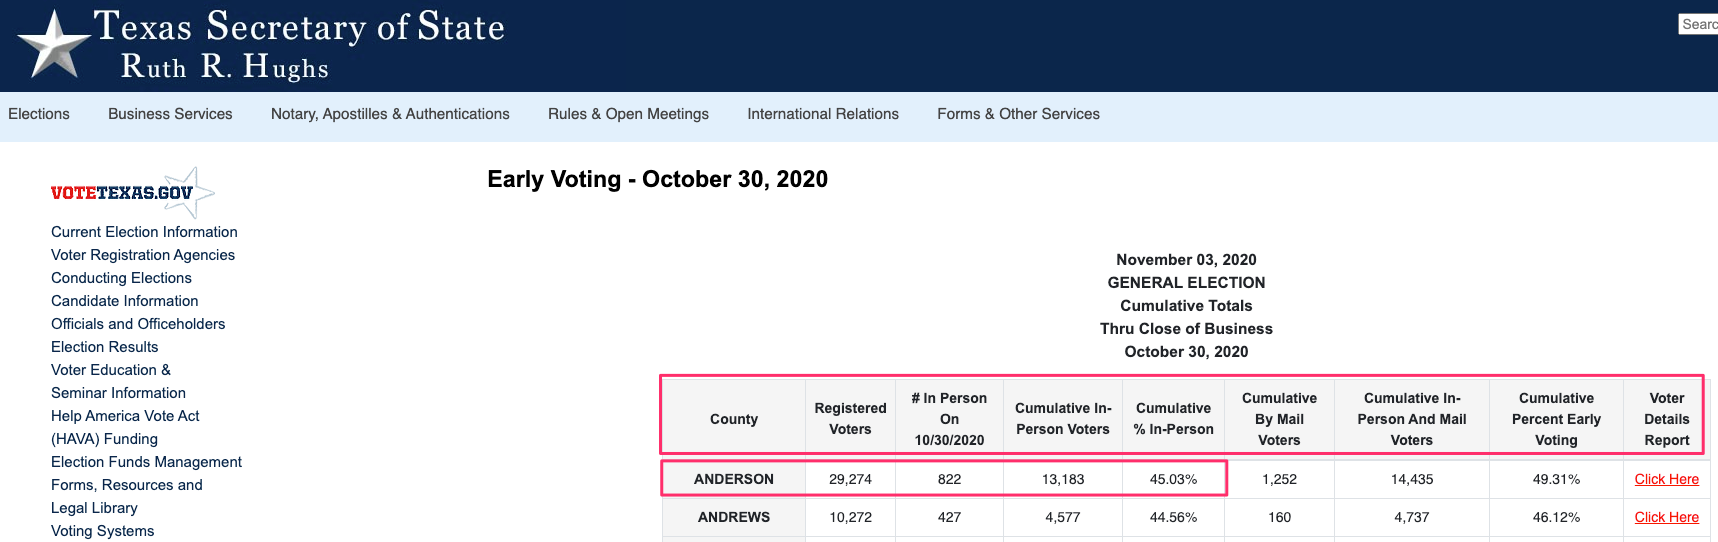 Texas Secretary of State
Ruth R. Hughs
Searc
Elections Business Services Notary, Apostilles & Authentications Rules & Open Meetings International Relations Forms & Other Services
VOTETEXAS.GOV
Current Election Information
Voter Registration Agencies
Conducting Elections
Candidate Information
Officials and Officeholders
Election Results
Voter Education &
Seminar Information
Help America Vote Act
(HAVA) Funding
Election Funds Management
Forms, Resources and
Legal Library
Voting Systems
Early Voting - October 30, 2020
November 03, 2020
GENERAL ELECTION
Cumulative Totals
Thru Close of Business
October 30, 2020
County
Registered
Voters
# In Person
On
10/30/2020
Cumulative In-
Person Voters
Cumulative
% In-Person
Cumulative
By Mail
Voters
Cumulative In-
Person And Mail
Voters
Cumulative
Percent Early
Voting
Voter
Details
Report
ANDERSON 29,274 822 13,183 45.03% 1,252 14,435 49.31% Click Here
ANDREWS 10,272 427 4,577 44.56% 160 4,737 46.12% Click Here